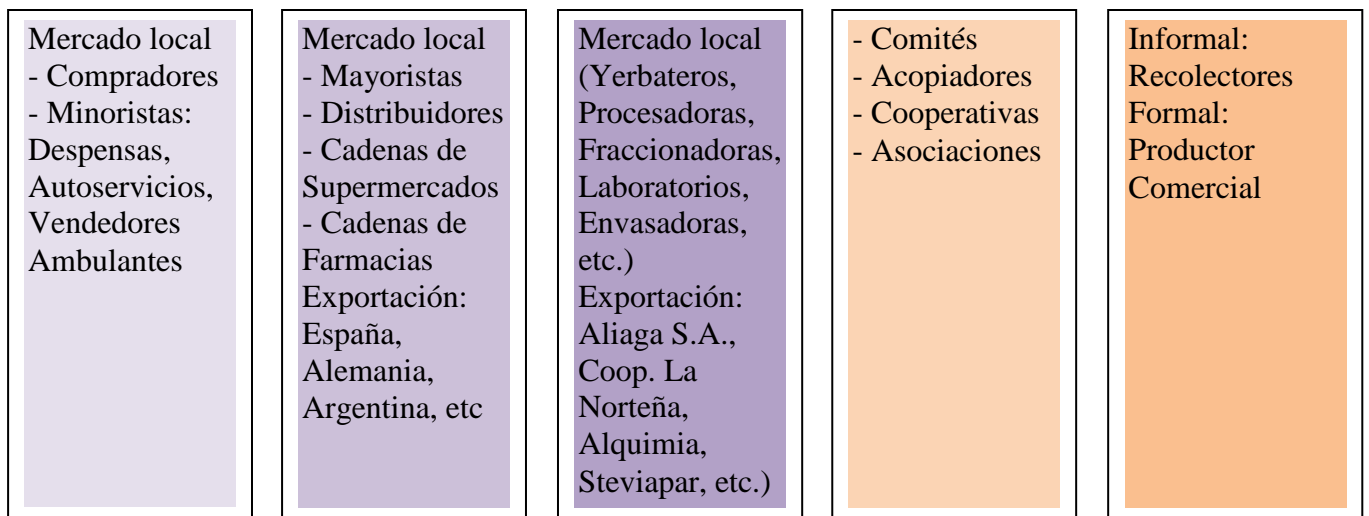 Mercado local
- Compradores
- Minoristas:
Despensas,
Autoservicios,
Vendedores
Ambulantes
Mercado local
- Mayoristas
- Distribuidores
- Cadenas de
Supermercados
- Cadenas de
Farmacias
Exportación:
España,
Alemania,
Argentina, etc
Mercado local
(Yerbateros,
Procesadoras,
Fraccionadoras,
Laboratorios,
Envasadoras,
etc.)
Exportación:
Aliaga S.A.,
Coop. La
Norteña,
Alquimia,
Steviapar, etc.)
- Comités
- Acopiadores
- Cooperativas
- Asociaciones
Informal:
Recolectores
Formal:
Productor
Comercial